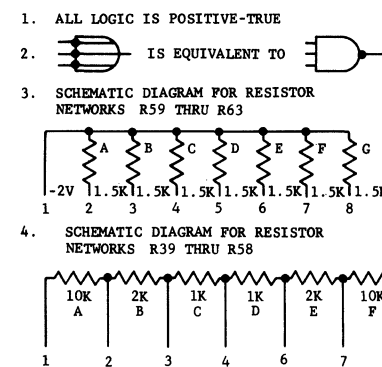 1. ALL LOGIC IS POSITIVE-TRUE
2. IS EQUIVALENT TO
3. SCHEMATIC DIAGRAM FOR RESISTOR
NETWORKS R59 THRU R63
A B C D E F G
-2V 1.5K 1.5K 1.5K 1.5K 1.5K 1.5K 1.5K
1 2 3 4 5 6 7 8
4. SCHEMATIC DIAGRAM FOR RESISTOR
NETWORKS R39 THRU R58
10K 2K 1K 1K 2K 10K
A B C D E F
1 2 3 4 6 7